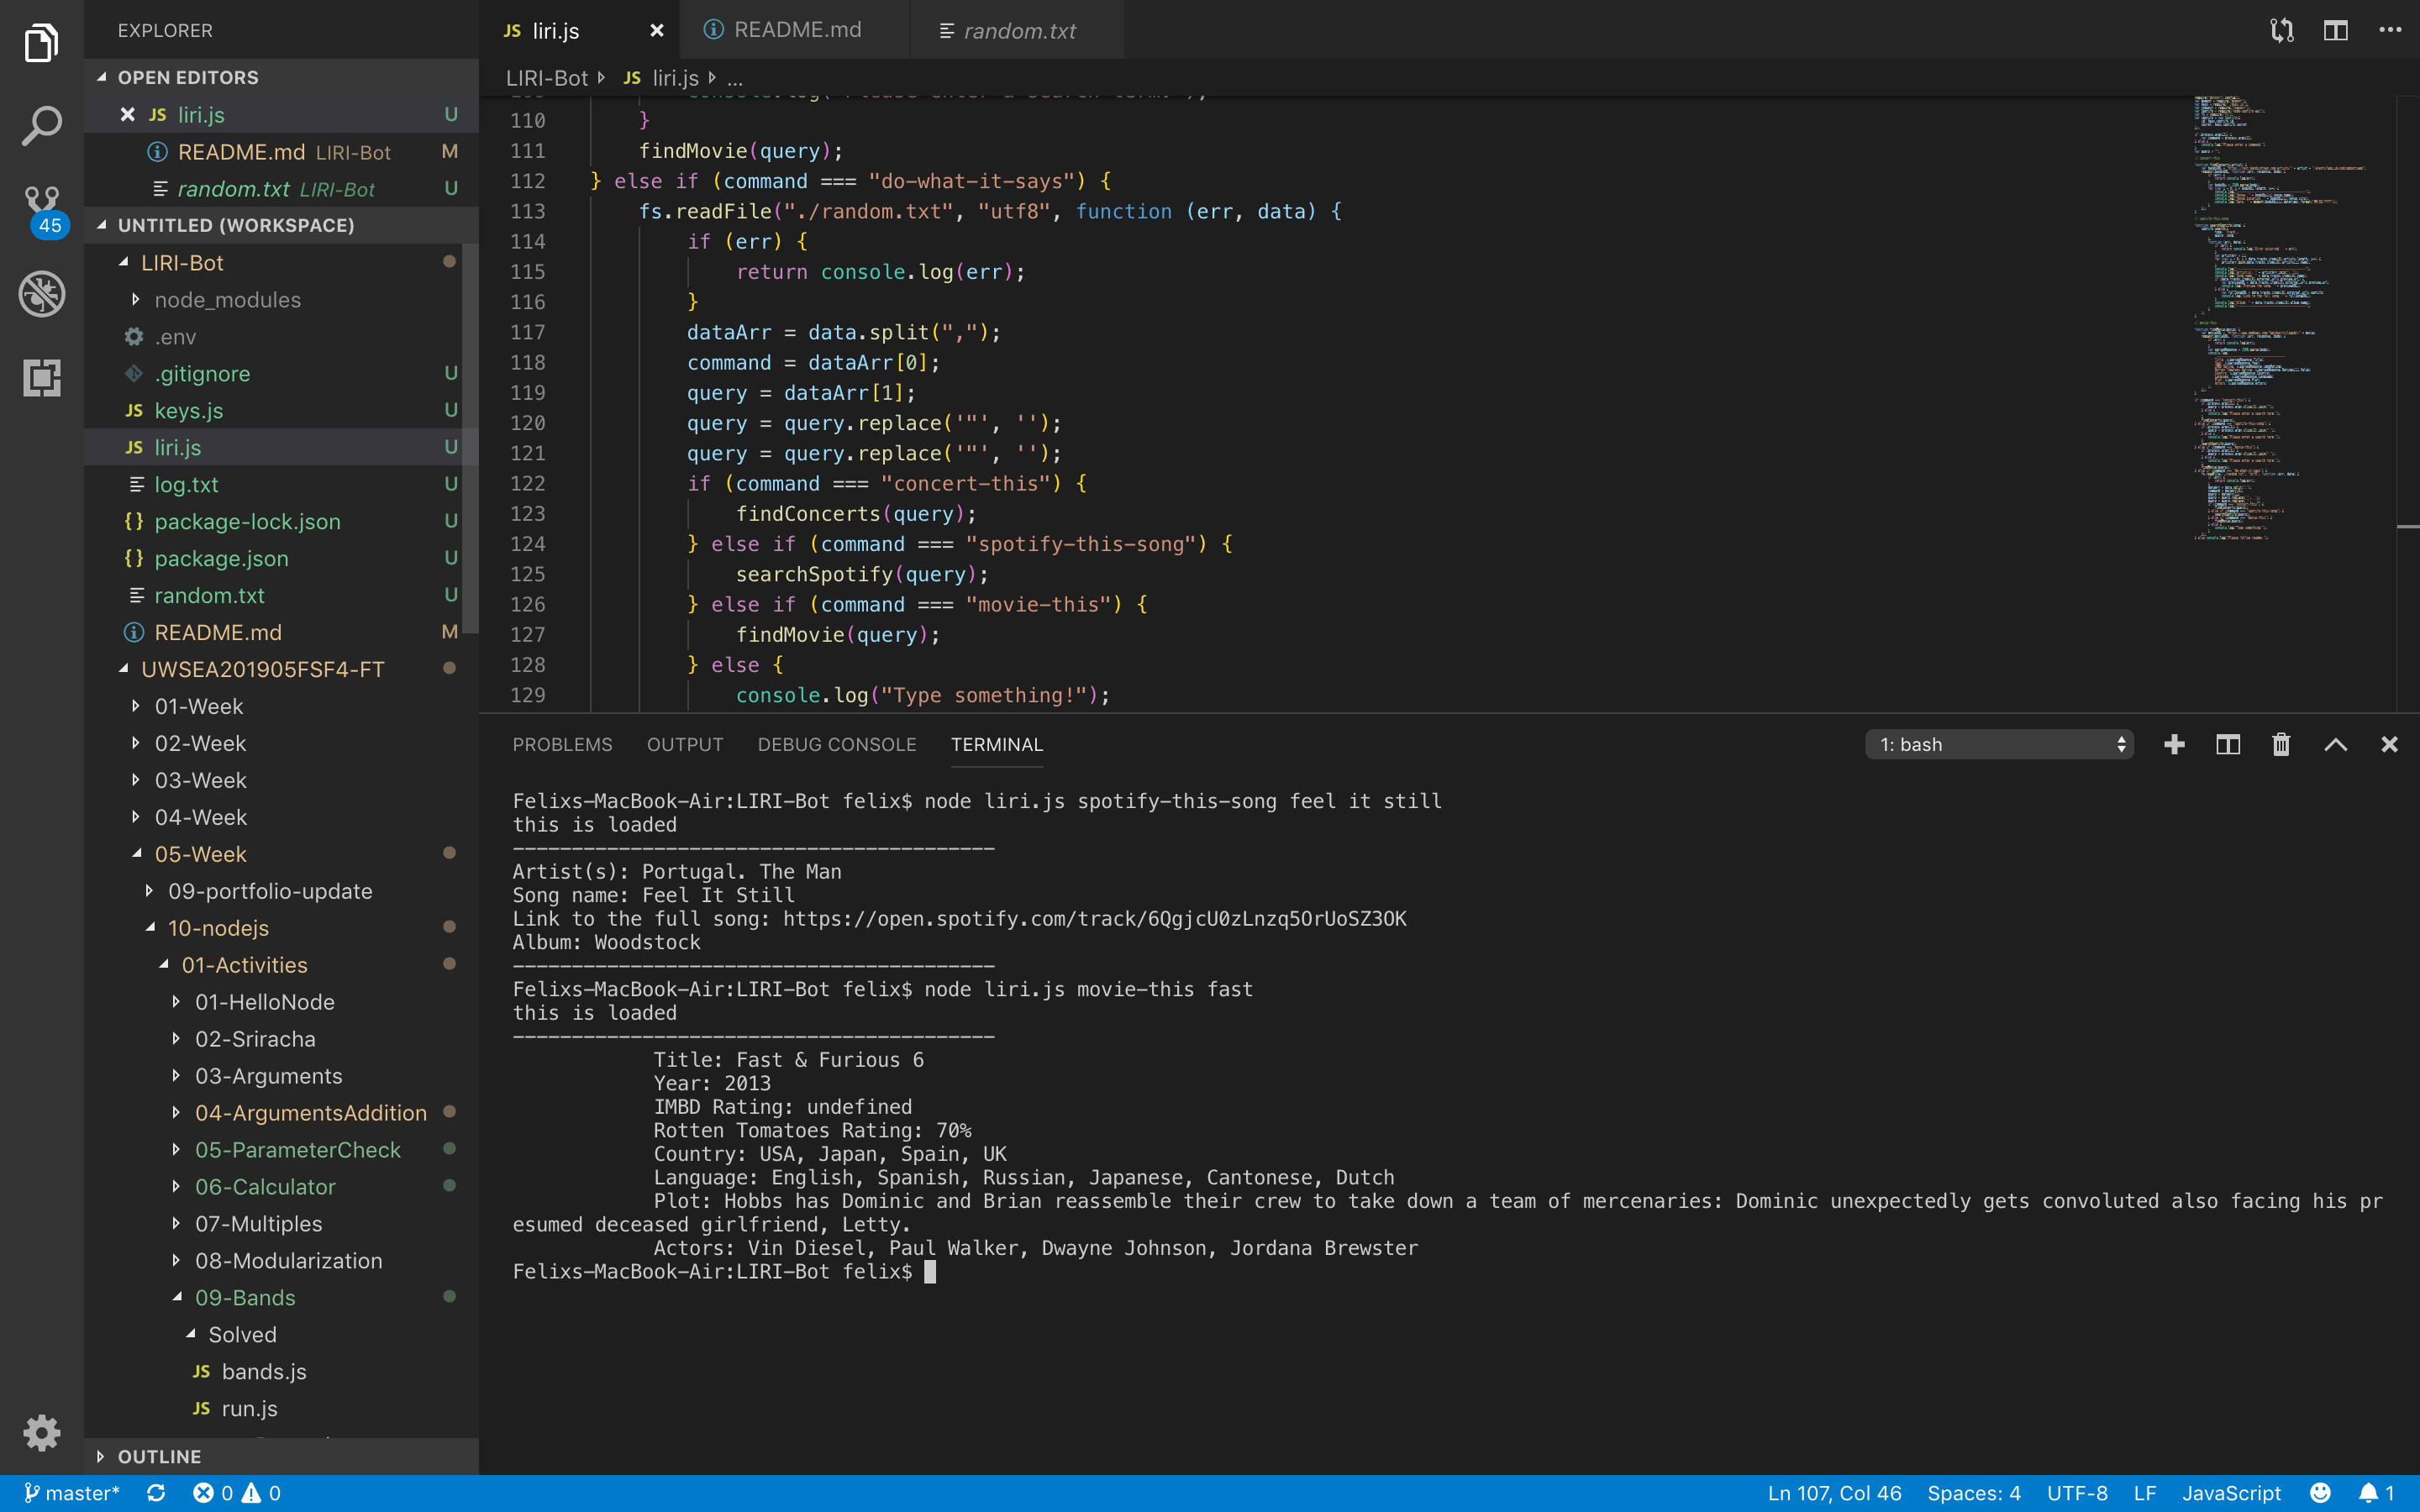 EXPLORER
OPEN EDITORS
JS liri.js U
README.md LIRI-Bot M
random.txt LIRI-Bot U
45
UNTITLED (WORKSPACE)
LIRI-Bot
node_modules
.env
.gitignore U
JS keys.js U
JS liri.js U
log.txt U
{} package-lock.json U
{} package.json U
random.txt U
README.md M
UWSEA201905FSF4-FT
01-Week
02-Week
03-Week
04-Week
05-Week
09-portfolio-update
10-nodejs
01-Activities
01-HelloNode
02-Sriracha
03-Arguments
04-ArgumentsAddition
05-ParameterCheck
06-Calculator
07-Multiples
08-Modularization
09-Bands
Solved
JS bands.js
JS run.js
OUTLINE
JS liri.js
README.md
random.txt
LIRI-Bot JS liri.js ...
110 }
111 findMovie(query);
112 } else if (command === "do-what-it-says") {
113 fs.readFile("./random.txt", "utf8", function (err, data) {
114 if (err) {
115 return console.log(err);
116 }
117 dataArr = data.split(",");
118 command = dataArr[0];
119 query = dataArr[1];
120 query = query.replace('"', '');
121 query = query.replace('"', '');
122 if (command === "concert-this") {
123 findConcerts(query);
124 } else if (command === "spotify-this-song") {
125 searchSpotify(query);
126 } else if (command === "movie-this") {
127 findMovie(query);
128 } else {
129 console.log("Type something!");
PROBLEMS OUTPUT DEBUG CONSOLE TERMINAL
1: bash
Felixs-MacBook-Air:LIRI-Bot felix$ node liri.js spotify-this-song feel it still
this is loaded
-----------------------------------------
Artist(s): Portugal. The Man
Song name: Feel It Still
Link to the full song: https://open.spotify.com/track/6QgjcU0zLnzq5OrUoSZ3OK
Album: Woodstock
-----------------------------------------
Felixs-MacBook-Air:LIRI-Bot felix$ node liri.js movie-this fast
this is loaded
-----------------------------------------
Title: Fast & Furious 6
Year: 2013
IMBD Rating: undefined
Rotten Tomatoes Rating: 70%
Country: USA, Japan, Spain, UK
Language: English, Spanish, Russian, Japanese, Cantonese, Dutch
Plot: Hobbs has Dominic and Brian reassemble their crew to take down a team of mercenaries: Dominic unexpectedly gets convoluted also facing his pr
esumed deceased girlfriend, Letty.
Actors: Vin Diesel, Paul Walker, Dwayne Johnson, Jordana Brewster
Felixs-MacBook-Air:LIRI-Bot felix$
master* 0 0
Ln 107, Col 46 Spaces: 4 UTF-8 LF JavaScript 1